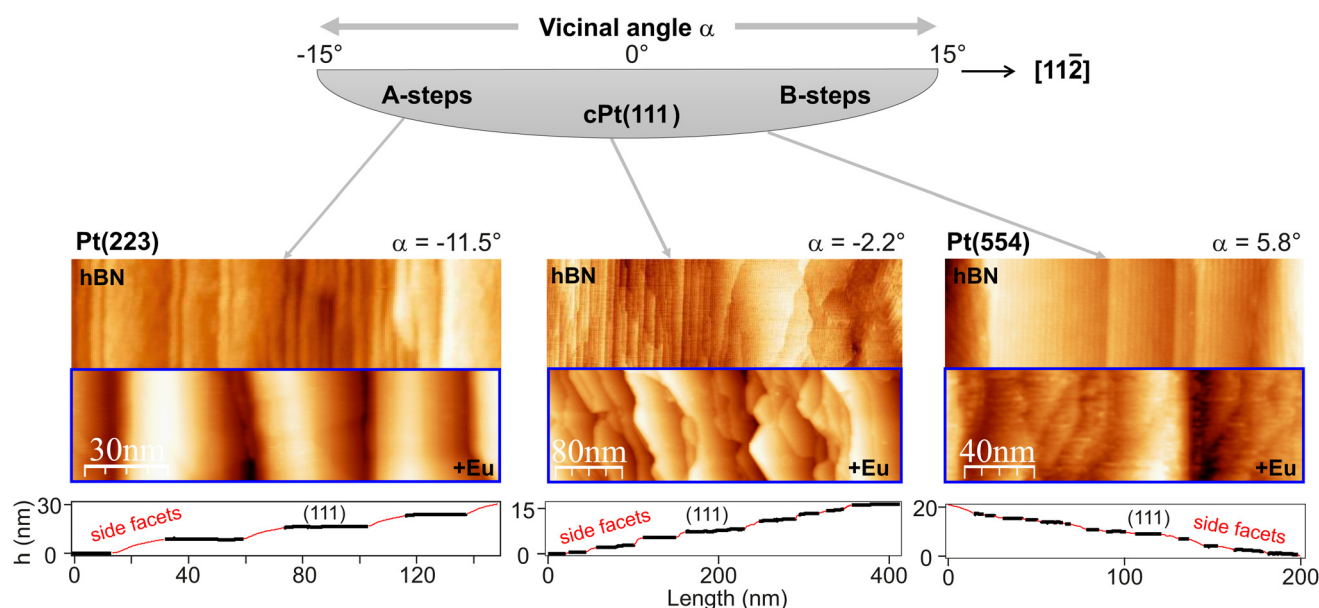 Vicinal angle α
-15° 0° 15°
[112̄]
A-steps B-steps
cPt(111)
Pt(223) α = -11.5°
hBN
30nm
+Eu
α = -2.2°
hBN
80nm
+Eu
Pt(554) α = 5.8°
hBN
40nm
+Eu
h (nm)
30
0
side facets
(111)
0 40 80 120
15
0
side facets
(111)
0 200 400
Length (nm)
20
0
(111)
side facets
0 100 200